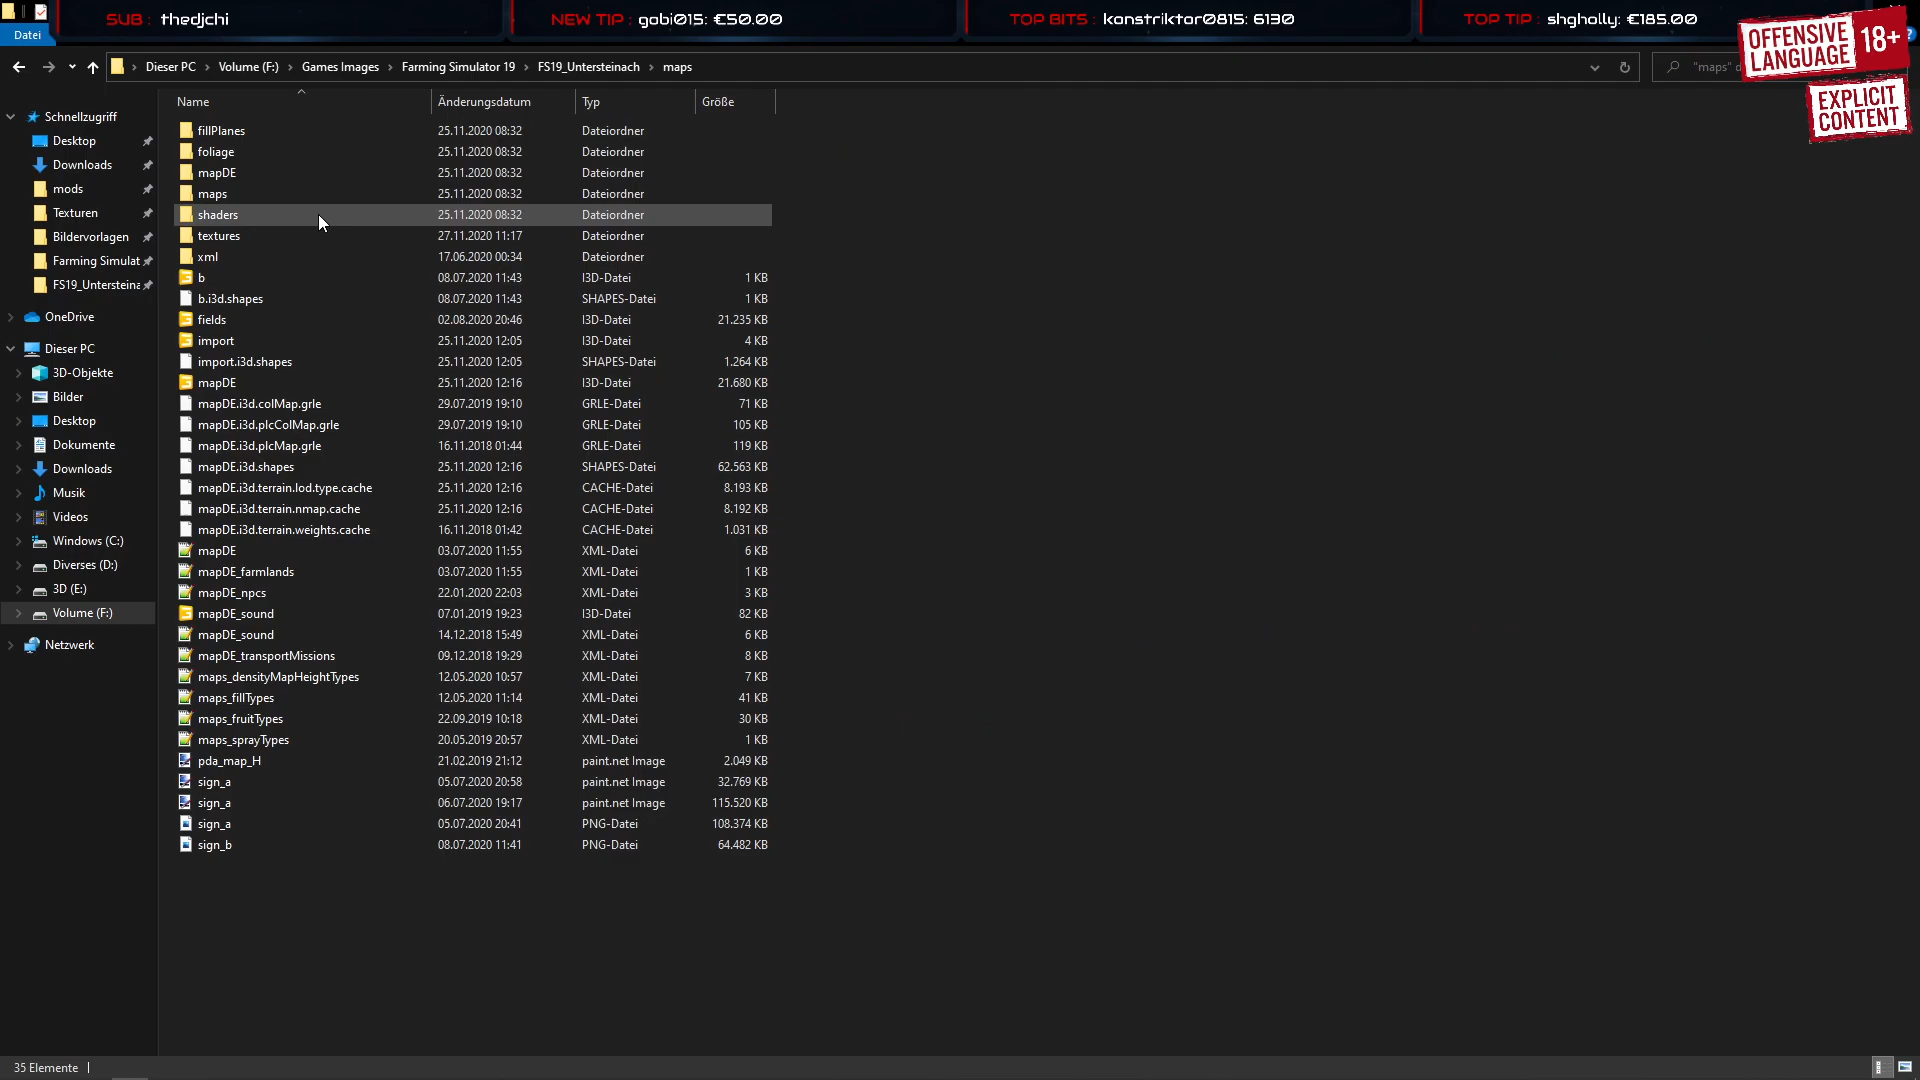 SUB : thedjchi
NEW TIP : gobi015: €50.00
TOP BITS : konstriktor0815: 6130
TOP TIP : shgholly: €185.00
OFFENSIVE LANGUAGE 18+
EXPLICIT CONTENT
Datei
Dieser PC Volume (F:) Games Images Farming Simulator 19 FS19_Untersteinach maps
"maps" d
Name Änderungsdatum Typ Größe
Schnellzugriff
Desktop
Downloads
mods
Texturen
Bildervorlagen
Farming Simulat
FS19_Untersteina
OneDrive
Dieser PC
3D-Objekte
Bilder
Desktop
Dokumente
Downloads
Musik
Videos
Windows (C:)
Diverses (D:)
3D (E:)
Volume (F:)
Netzwerk
fillPlanes 25.11.2020 08:32 Dateiordner
foliage 25.11.2020 08:32 Dateiordner
mapDE 25.11.2020 08:32 Dateiordner
maps 25.11.2020 08:32 Dateiordner
shaders 25.11.2020 08:32 Dateiordner
textures 27.11.2020 11:17 Dateiordner
xml 17.06.2020 00:34 Dateiordner
b 08.07.2020 11:43 I3D-Datei 1 KB
b.i3d.shapes 08.07.2020 11:43 SHAPES-Datei 1 KB
fields 02.08.2020 20:46 I3D-Datei 21.235 KB
import 25.11.2020 12:05 I3D-Datei 4 KB
import.i3d.shapes 25.11.2020 12:05 SHAPES-Datei 1.264 KB
mapDE 25.11.2020 12:16 I3D-Datei 21.680 KB
mapDE.i3d.colMap.grle 29.07.2019 19:10 GRLE-Datei 71 KB
mapDE.i3d.plcColMap.grle 29.07.2019 19:10 GRLE-Datei 105 KB
mapDE.i3d.plcMap.grle 16.11.2018 01:44 GRLE-Datei 119 KB
mapDE.i3d.shapes 25.11.2020 12:16 SHAPES-Datei 62.563 KB
mapDE.i3d.terrain.lod.type.cache 25.11.2020 12:16 CACHE-Datei 8.193 KB
mapDE.i3d.terrain.nmap.cache 25.11.2020 12:16 CACHE-Datei 8.192 KB
mapDE.i3d.terrain.weights.cache 16.11.2018 01:42 CACHE-Datei 1.031 KB
mapDE 03.07.2020 11:55 XML-Datei 6 KB
mapDE_farmlands 03.07.2020 11:55 XML-Datei 1 KB
mapDE_npcs 22.01.2020 22:03 XML-Datei 3 KB
mapDE_sound 07.01.2019 19:23 I3D-Datei 82 KB
mapDE_sound 14.12.2018 15:49 XML-Datei 6 KB
mapDE_transportMissions 09.12.2018 19:29 XML-Datei 8 KB
maps_densityMapHeightTypes 12.05.2020 10:57 XML-Datei 7 KB
maps_fillTypes 12.05.2020 11:14 XML-Datei 41 KB
maps_fruitTypes 22.09.2019 10:18 XML-Datei 30 KB
maps_sprayTypes 20.05.2019 20:57 XML-Datei 1 KB
pda_map_H 21.02.2019 21:12 paint.net Image 2.049 KB
sign_a 05.07.2020 20:58 paint.net Image 32.769 KB
sign_a 06.07.2020 19:17 paint.net Image 115.520 KB
sign_a 05.07.2020 20:41 PNG-Datei 108.374 KB
sign_b 08.07.2020 11:41 PNG-Datei 64.482 KB
35 Elemente